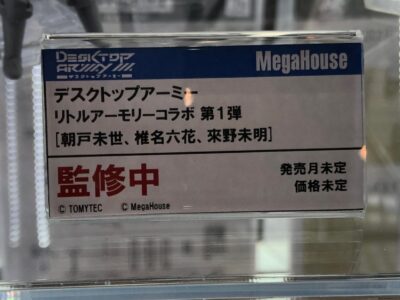 DESKTOP ARMY
デスクトップアーミー
MegaHouse
デスクトップアーミー
リトルアーモリーコラボ 第1弾
[朝戸未世、椎名六花、來野未明]
監修中
発売月未定
価格未定
© TOMYTEC © MegaHouse